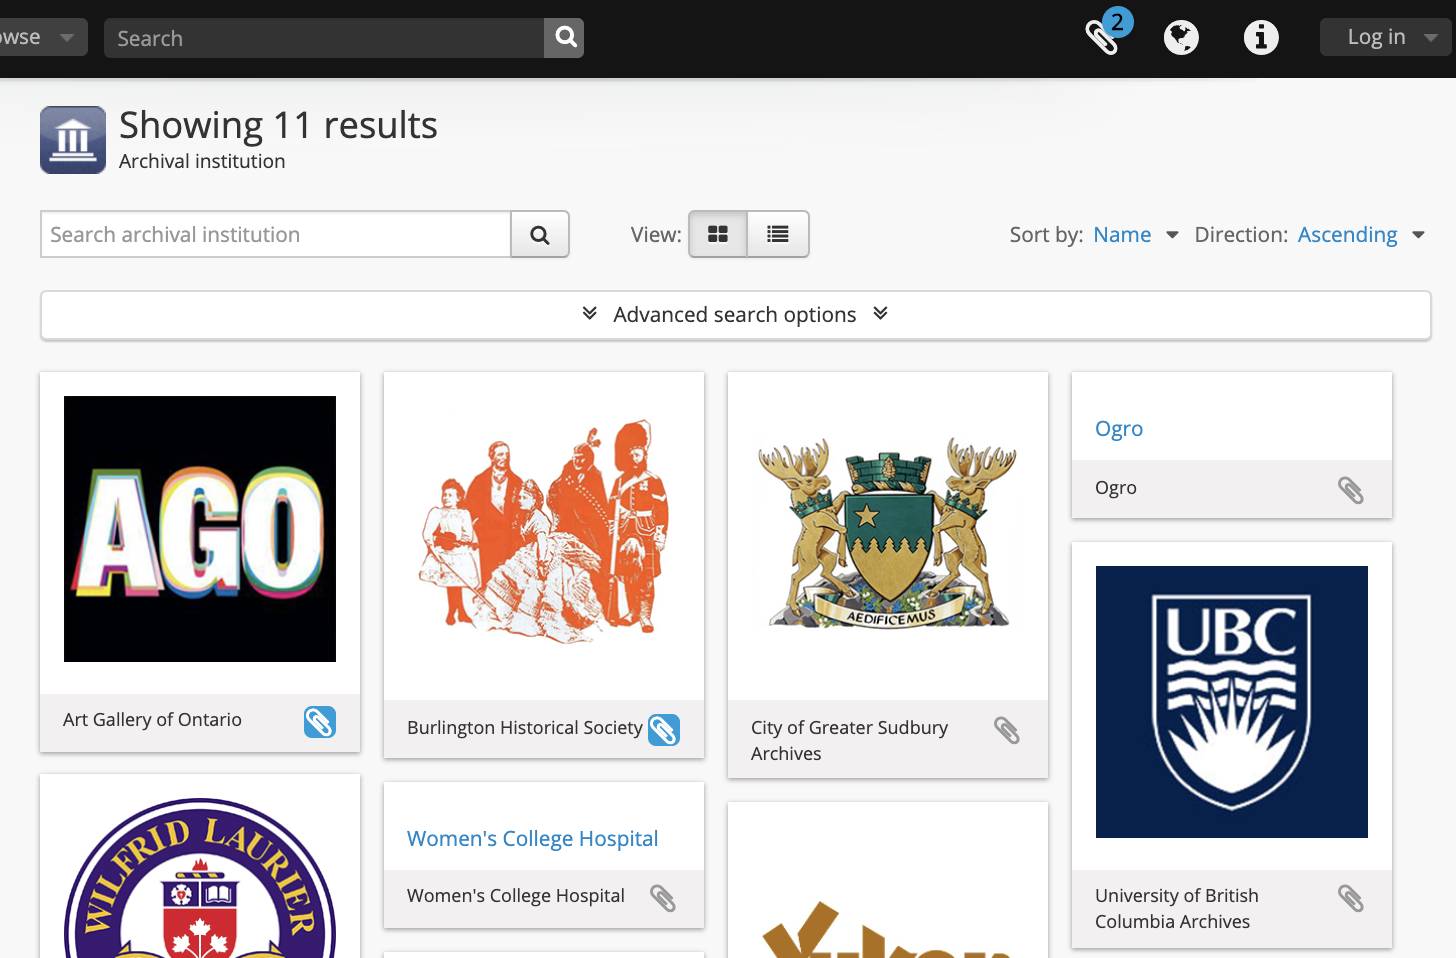 Search
2
Log in
Showing 11 results
Archival institution
Search archival institution
View:
Sort by: Name Direction: Ascending
Advanced search options
AGO
Art Gallery of Ontario
Burlington Historical Society
AEDIFICEMUS
City of Greater Sudbury
Archives
Ogro
Ogro
UBC
University of British
Columbia Archives
WILFRID LAURIER
Women's College Hospital
Women's College Hospital